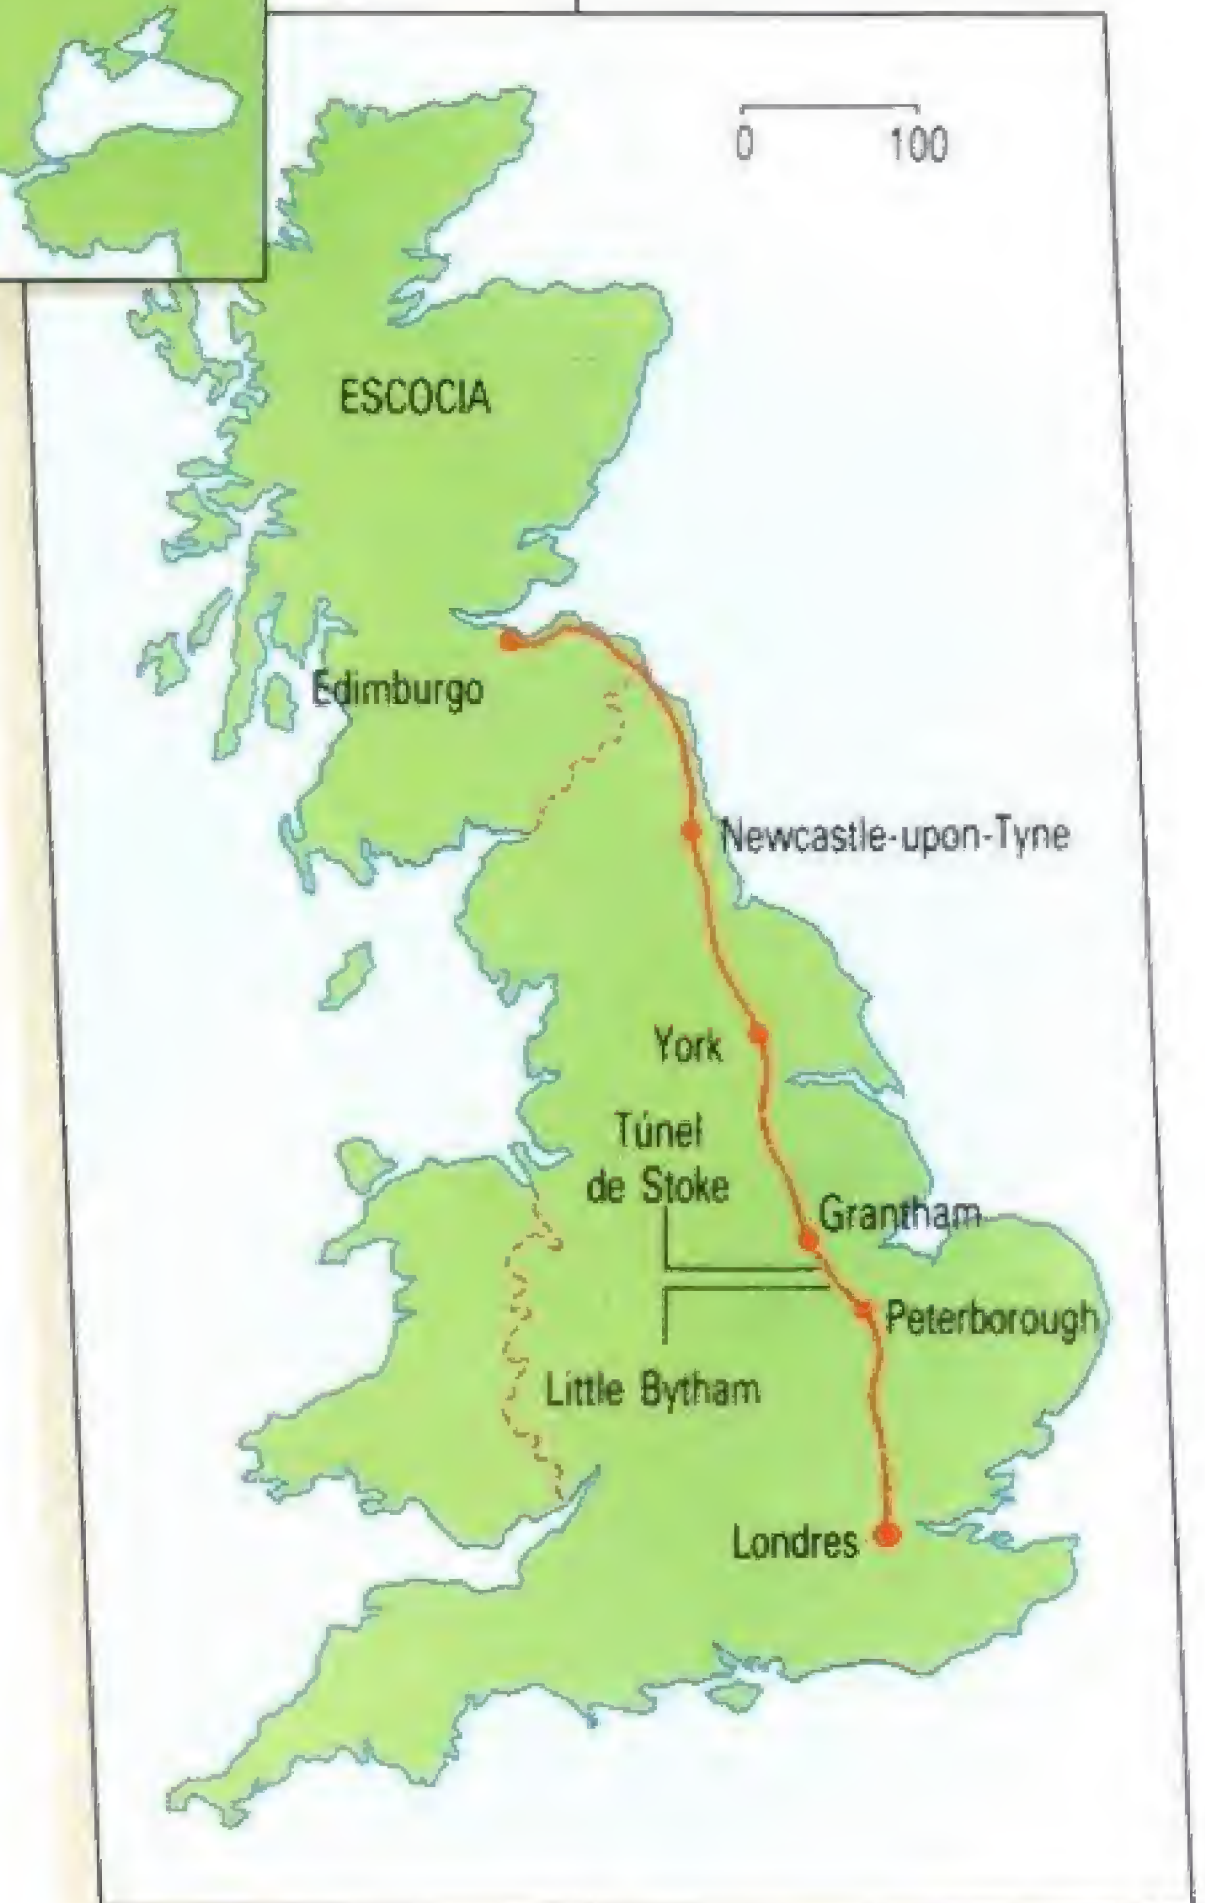 0 100
ESCOCIA
Edimburgo
Newcastle-upon-Tyne
York
Túnel
de Stoke
Grantham
Peterborough
Little Bytham
Londres